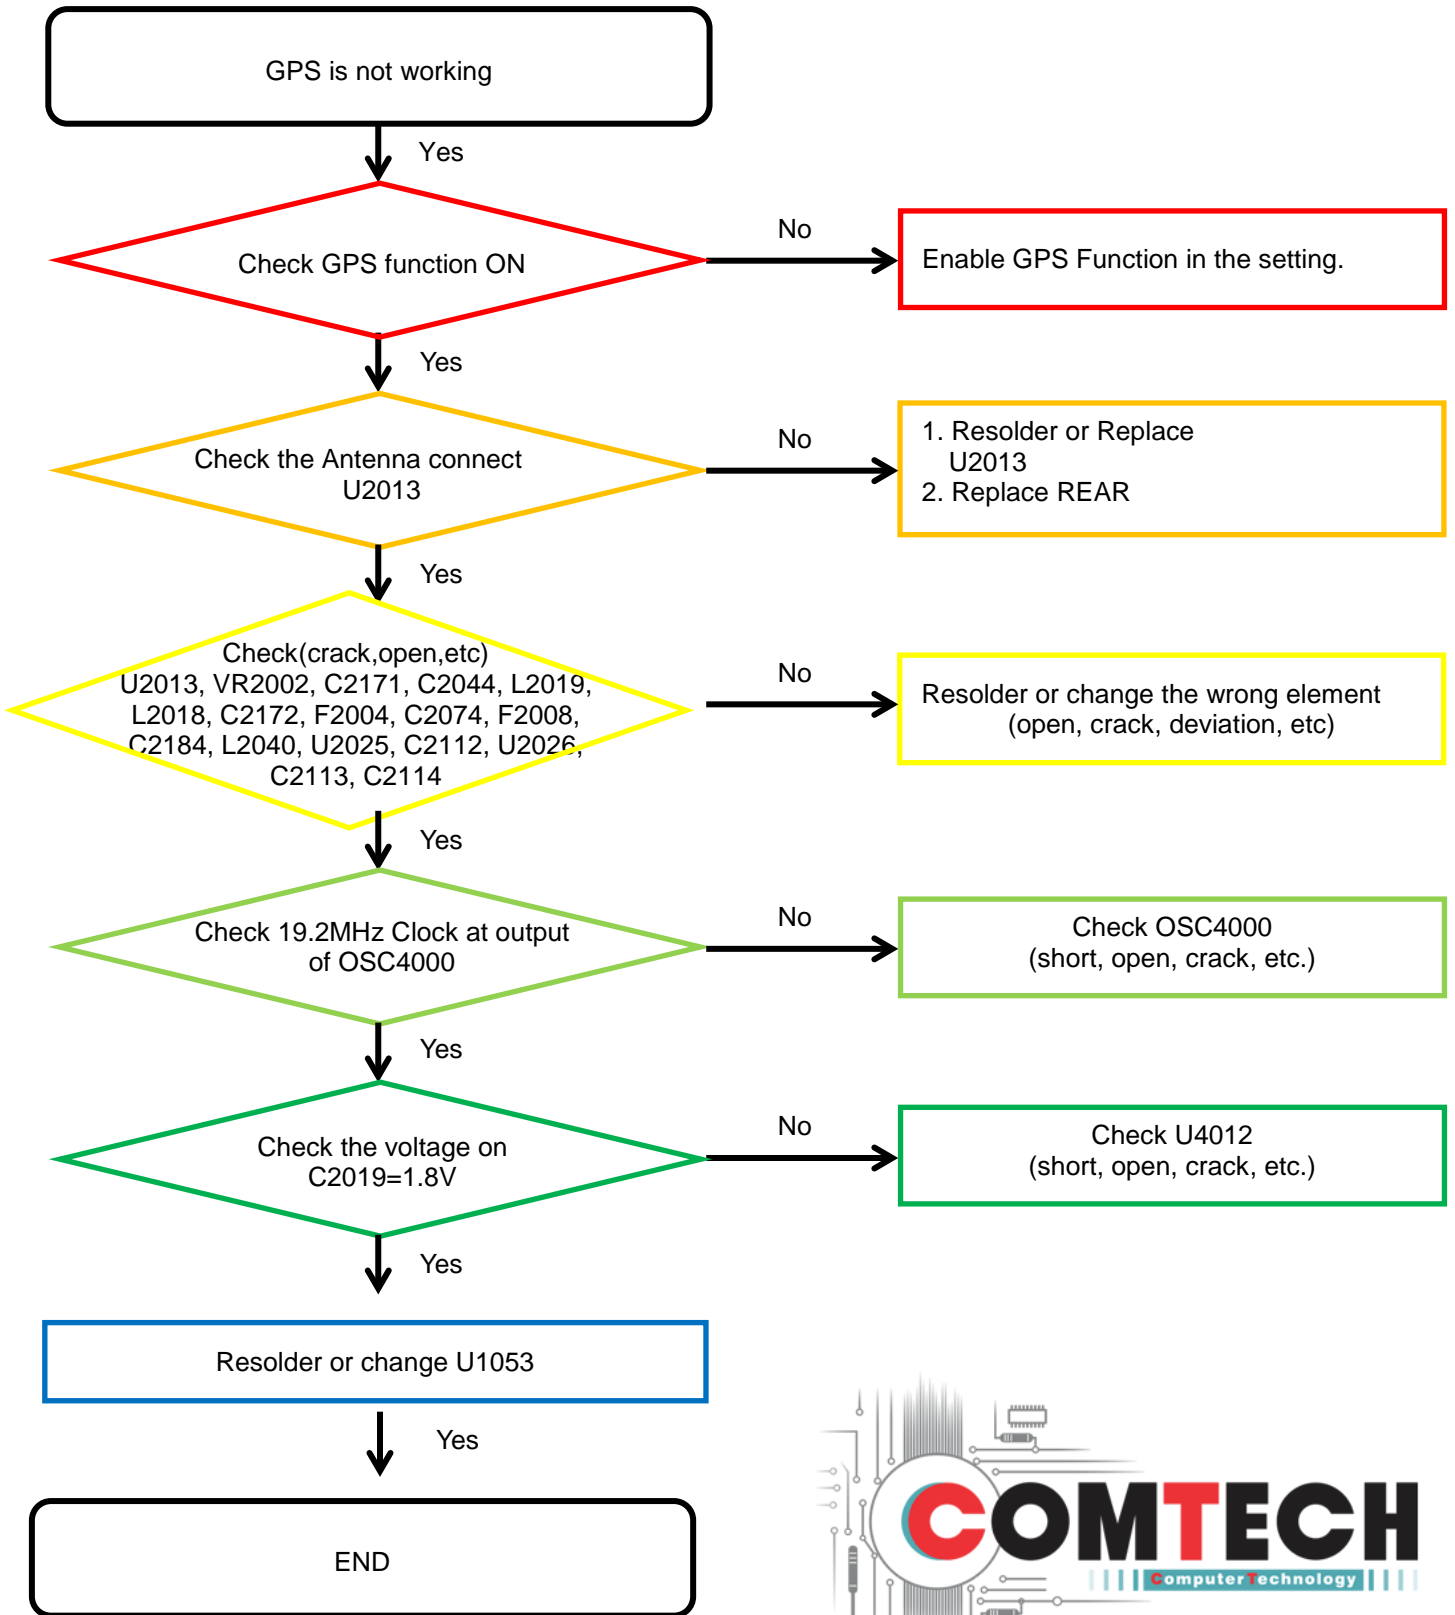 GPS is not working
Yes
Check GPS function ON
No
Enable GPS Function in the setting.
Yes
Check the Antenna connect
U2013
No
1. Resolder or Replace
U2013
2. Replace REAR
Yes
Check(crack,open,etc)
U2013, VR2002, C2171, C2044, L2019,
L2018, C2172, F2004, C2074, F2008,
C2184, L2040, U2025, C2112, U2026,
C2113, C2114
No
Resolder or change the wrong element
(open, crack, deviation, etc)
Yes
Check 19.2MHz Clock at output
of OSC4000
No
Check OSC4000
(short, open, crack, etc.)
Yes
Check the voltage on
C2019=1.8V
No
Check U4012
(short, open, crack, etc.)
Yes
Resolder or change U1053
Yes
END
COMTECH
Computer Technology